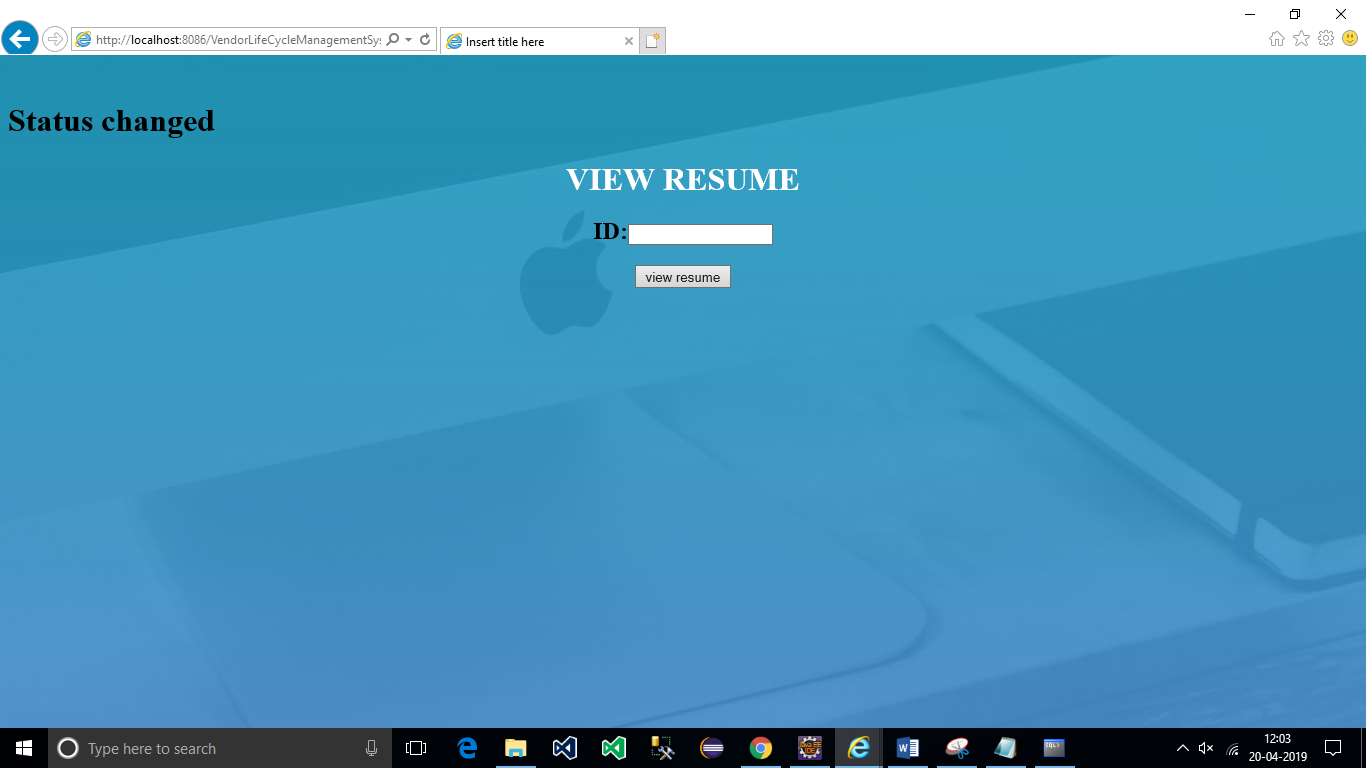 http://localhost:8086/VendorLifeCycleManagementSy
Insert title here
Status changed
VIEW RESUME
ID:
view resume
Type here to search
12:03
20-04-2019